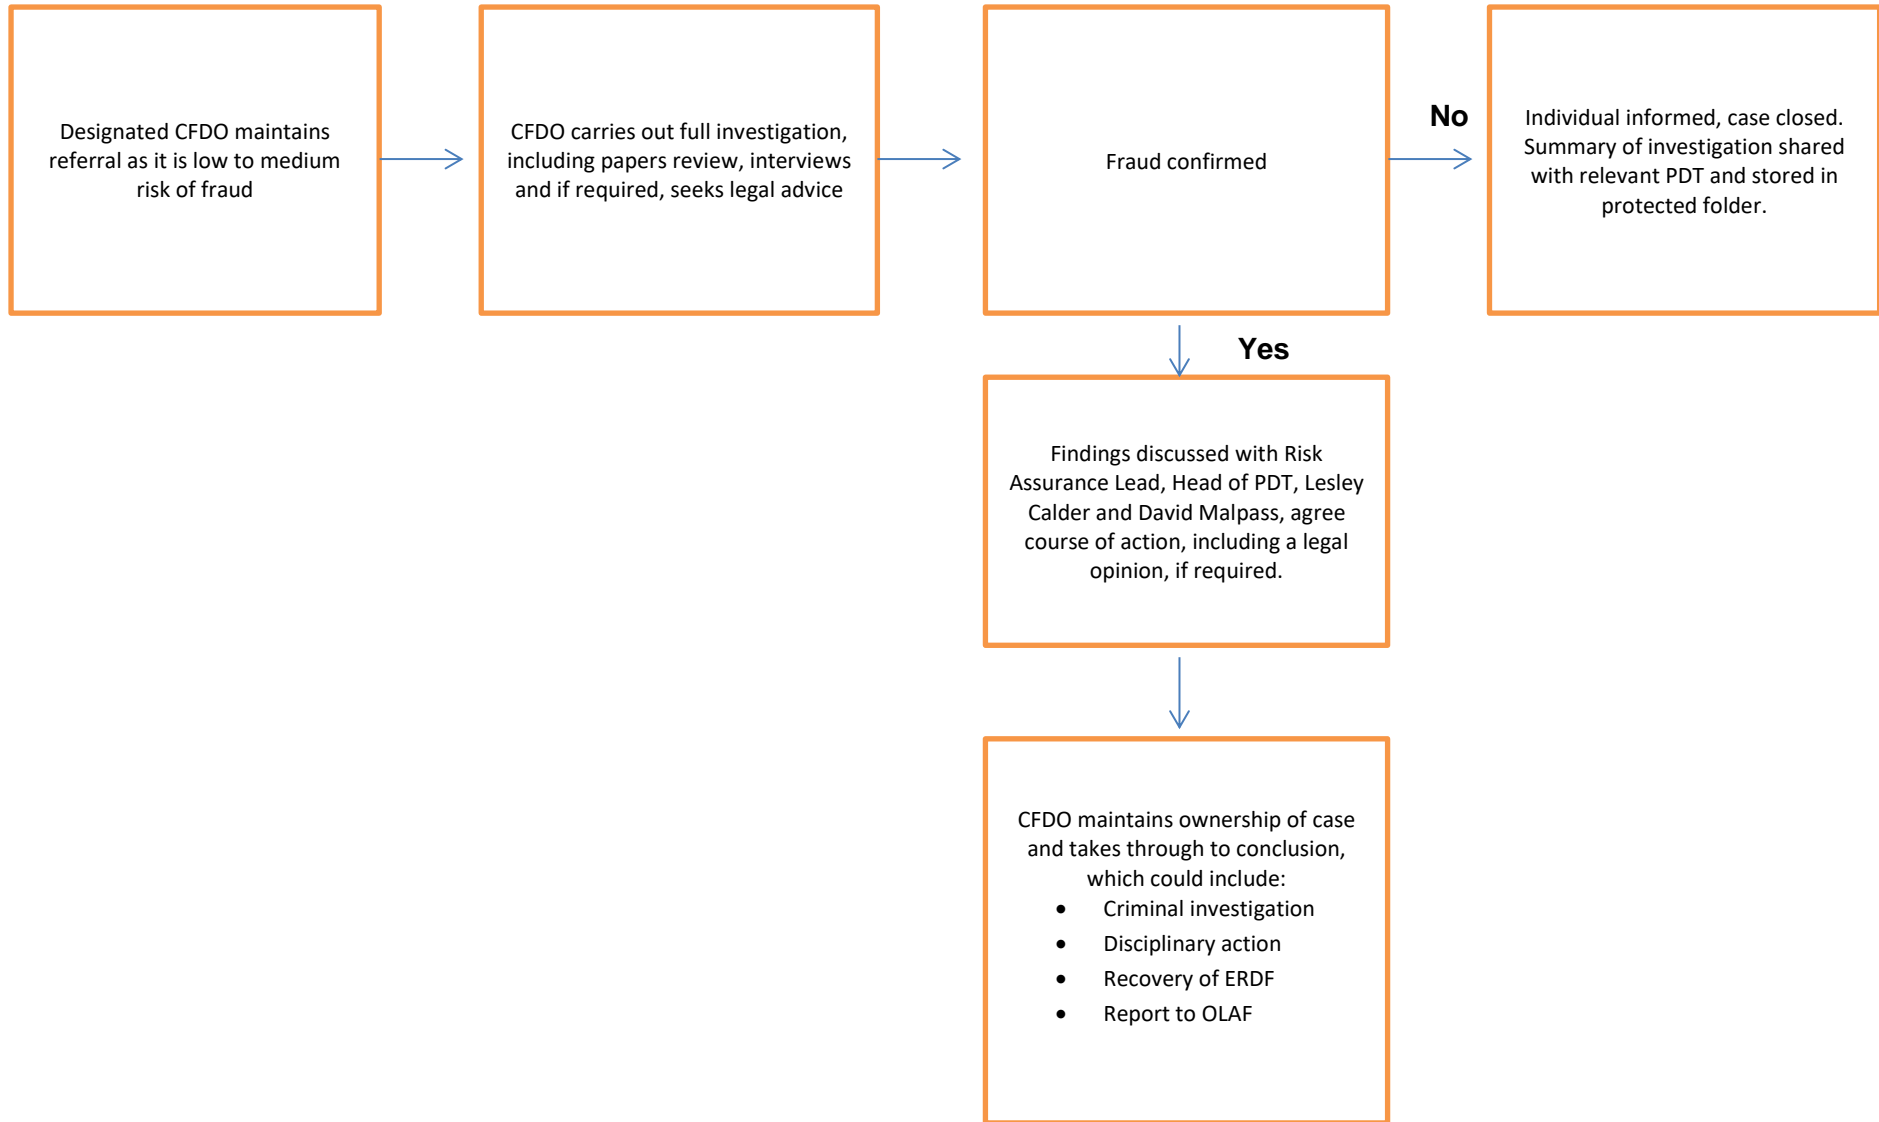 Designated CFDO maintains
referral as it is low to medium
risk of fraud
CFDO carries out full investigation,
including papers review, interviews
and if required, seeks legal advice
Fraud confirmed
No
Individual informed, case closed.
Summary of investigation shared
with relevant PDT and stored in
protected folder.
Yes
Findings discussed with Risk
Assurance Lead, Head of PDT, Lesley
Calder and David Malpass, agree
course of action, including a legal
opinion, if required.
CFDO maintains ownership of case
and takes through to conclusion,
which could include:
• Criminal investigation
• Disciplinary action
• Recovery of ERDF
• Report to OLAF